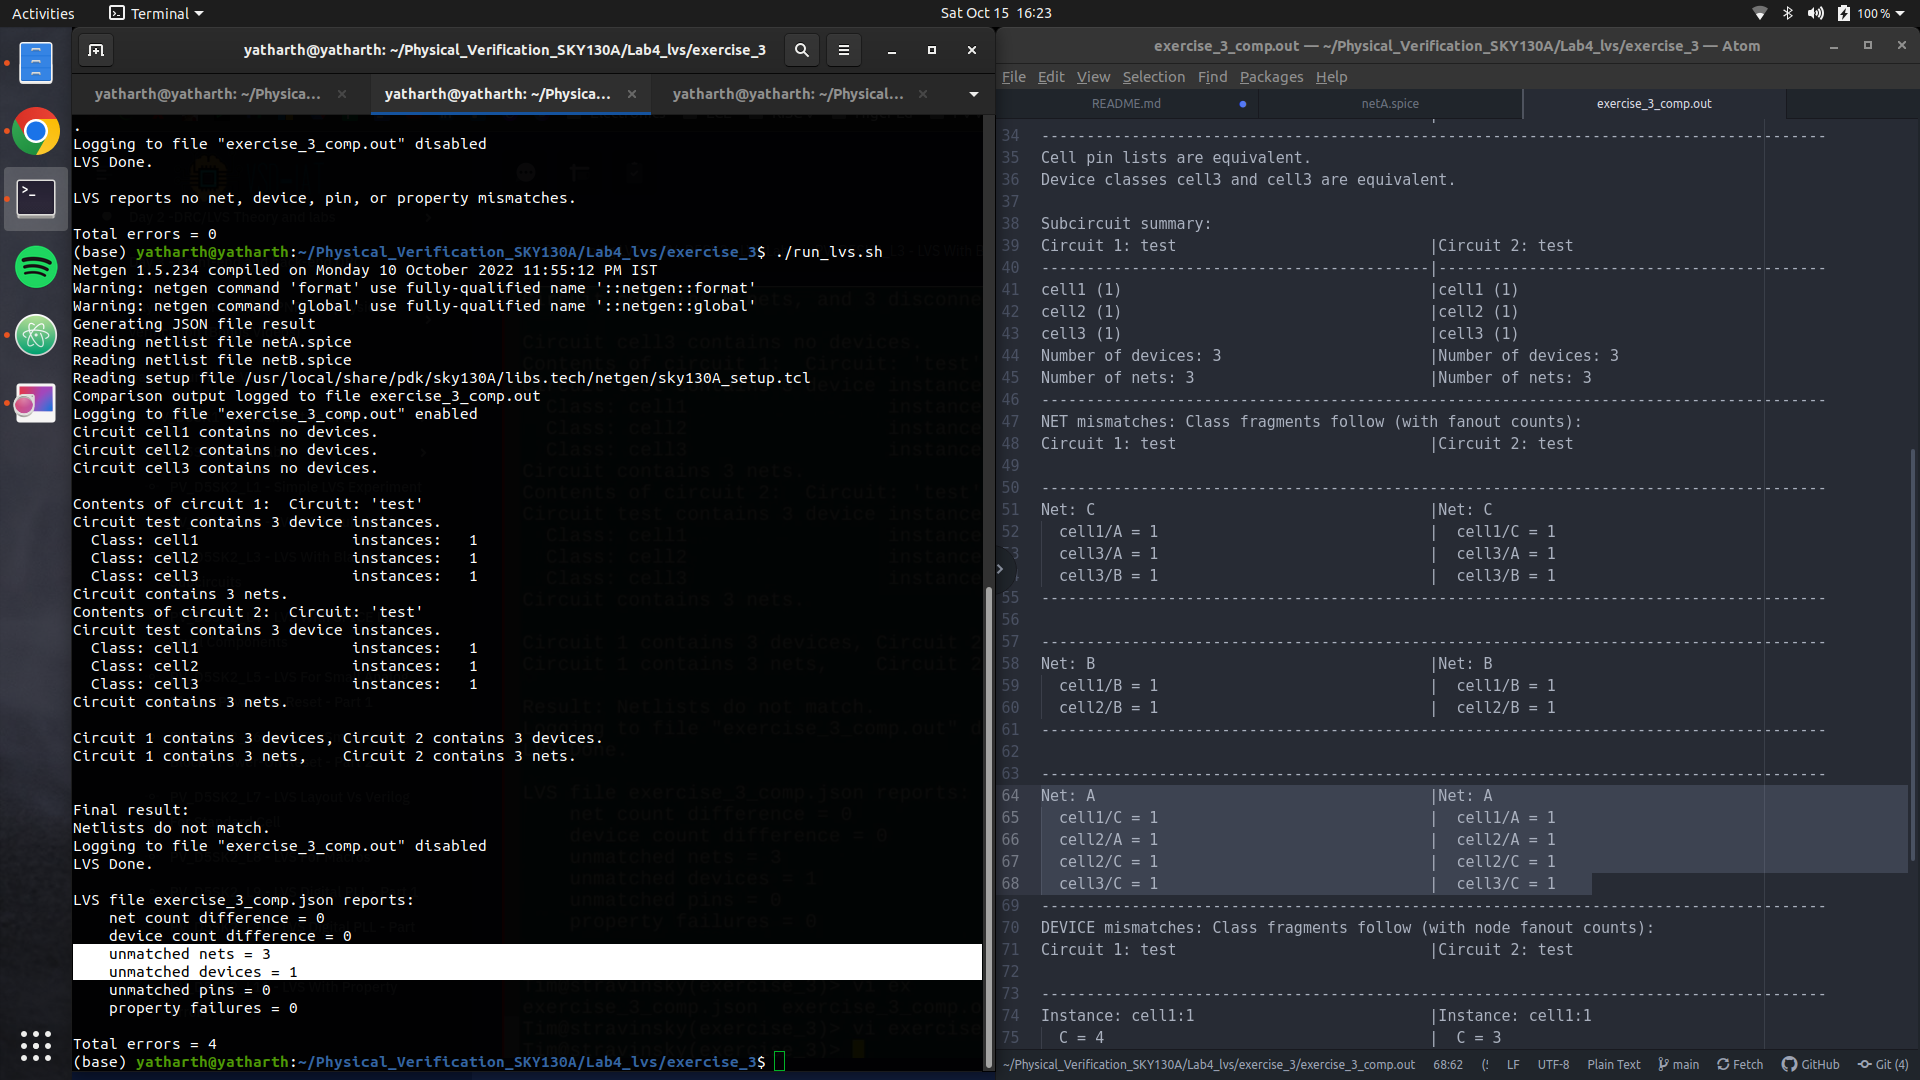 Activities
Terminal
Sat Oct 15 16:23
100 %
yatharth@yatharth: ~/Physical_Verification_SKY130A/Lab4_lvs/exercise_3
yatharth@yatharth: ~/Physica...
yatharth@yatharth: ~/Physica...
yatharth@yatharth: ~/Physical...
.
Logging to file "exercise_3_comp.out" disabled
LVS Done.
LVS reports no net, device, pin, or property mismatches.
Total errors = 0
(base) yatharth@yatharth:~/Physical_Verification_SKY130A/Lab4_lvs/exercise_3$ ./run_lvs.sh
Netgen 1.5.234 compiled on Monday 10 October 2022 11:55:12 PM IST
Warning: netgen command 'format' use fully-qualified name '::netgen::format'
Warning: netgen command 'global' use fully-qualified name '::netgen::global'
Generating JSON file result
Reading netlist file netA.spice
Reading netlist file netB.spice
Reading setup file /usr/local/share/pdk/sky130A/libs.tech/netgen/sky130A_setup.tcl
Comparison output logged to file exercise_3_comp.out
Logging to file "exercise_3_comp.out" enabled
Circuit cell1 contains no devices.
Circuit cell2 contains no devices.
Circuit cell3 contains no devices.
Contents of circuit 1:  Circuit: 'test'
Circuit test contains 3 device instances.
Class: cell1 instances: 1
Class: cell2 instances: 1
Class: cell3 instances: 1
Circuit contains 3 nets.
Contents of circuit 2:  Circuit: 'test'
Circuit test contains 3 device instances.
Class: cell1 instances: 1
Class: cell2 instances: 1
Class: cell3 instances: 1
Circuit contains 3 nets.
Circuit 1 contains 3 devices, Circuit 2 contains 3 devices.
Circuit 1 contains 3 nets,    Circuit 2 contains 3 nets.
Final result:
Netlists do not match.
Logging to file "exercise_3_comp.out" disabled
LVS Done.
LVS file exercise_3_comp.json reports:
net count difference = 0
device count difference = 0
unmatched nets = 3
unmatched devices = 1
unmatched pins = 0
property failures = 0
Total errors = 4
(base) yatharth@yatharth:~/Physical_Verification_SKY130A/Lab4_lvs/exercise_3$
exercise_3_comp.out — ~/Physical_Verification_SKY130A/Lab4_lvs/exercise_3 — Atom
File Edit View Selection Find Packages Help
README.md
netA.spice
exercise_3_comp.out
34 ---------------------------------------------------------------------------------------
35 Cell pin lists are equivalent.
36 Device classes cell3 and cell3 are equivalent.
37
38 Subcircuit summary:
39 Circuit 1: test |Circuit 2: test
40 -------------------------------------------|-------------------------------------------
41 cell1 (1) |cell1 (1)
42 cell2 (1) |cell2 (1)
43 cell3 (1) |cell3 (1)
44 Number of devices: 3 |Number of devices: 3
45 Number of nets: 3 |Number of nets: 3
46 ---------------------------------------------------------------------------------------
47 NET mismatches: Class fragments follow (with fanout counts):
48 Circuit 1: test |Circuit 2: test
49
50 ---------------------------------------------------------------------------------------
51 Net: C |Net: C
52 cell1/A = 1 | cell1/C = 1
53 cell3/A = 1 | cell3/A = 1
cell3/B = 1 | cell3/B = 1
55 ---------------------------------------------------------------------------------------
56
57 ---------------------------------------------------------------------------------------
58 Net: B |Net: B
59 cell1/B = 1 | cell1/B = 1
60 cell2/B = 1 | cell2/B = 1
61 ---------------------------------------------------------------------------------------
62
63 ---------------------------------------------------------------------------------------
64 Net: A |Net: A
65 cell1/C = 1 | cell1/A = 1
66 cell2/A = 1 | cell2/A = 1
67 cell2/C = 1 | cell2/C = 1
68 cell3/C = 1 | cell3/C = 1
69 ---------------------------------------------------------------------------------------
70 DEVICE mismatches: Class fragments follow (with node fanout counts):
71 Circuit 1: test |Circuit 2: test
72
73 ---------------------------------------------------------------------------------------
74 Instance: cell1:1 |Instance: cell1:1
75 C = 4 | C = 3
~/Physical_Verification_SKY130A/Lab4_lvs/exercise_3/exercise_3_comp.out 68:62 LF UTF-8 Plain Text main Fetch GitHub Git (4)